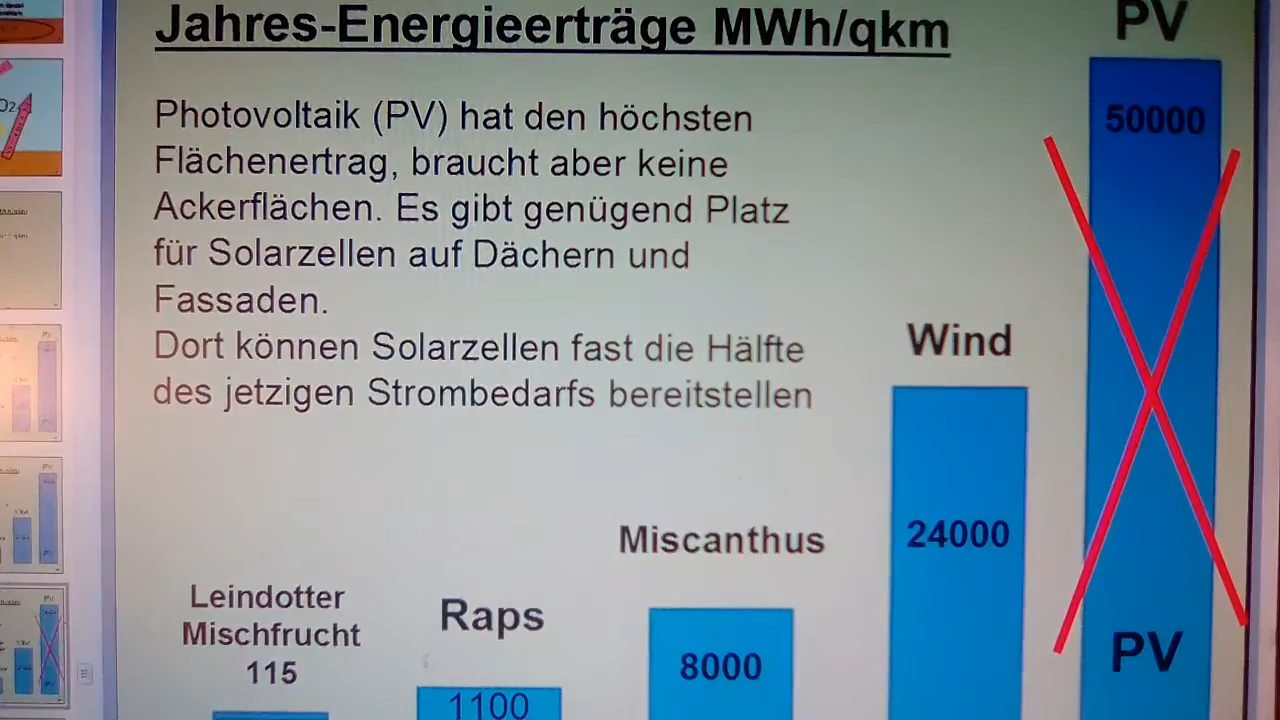 Jahres-Energieerträge MWh/qkm
PV
50000
Photovoltaik (PV) hat den höchsten
Flächenertrag, braucht aber keine
Ackerflächen. Es gibt genügend Platz
für Solarzellen auf Dächern und
Fassaden.
Dort können Solarzellen fast die Hälfte
des jetzigen Strombedarfs bereitstellen
Wind
24000
Miscanthus
8000
Leindotter
Mischfrucht
115
Raps
1100
PV